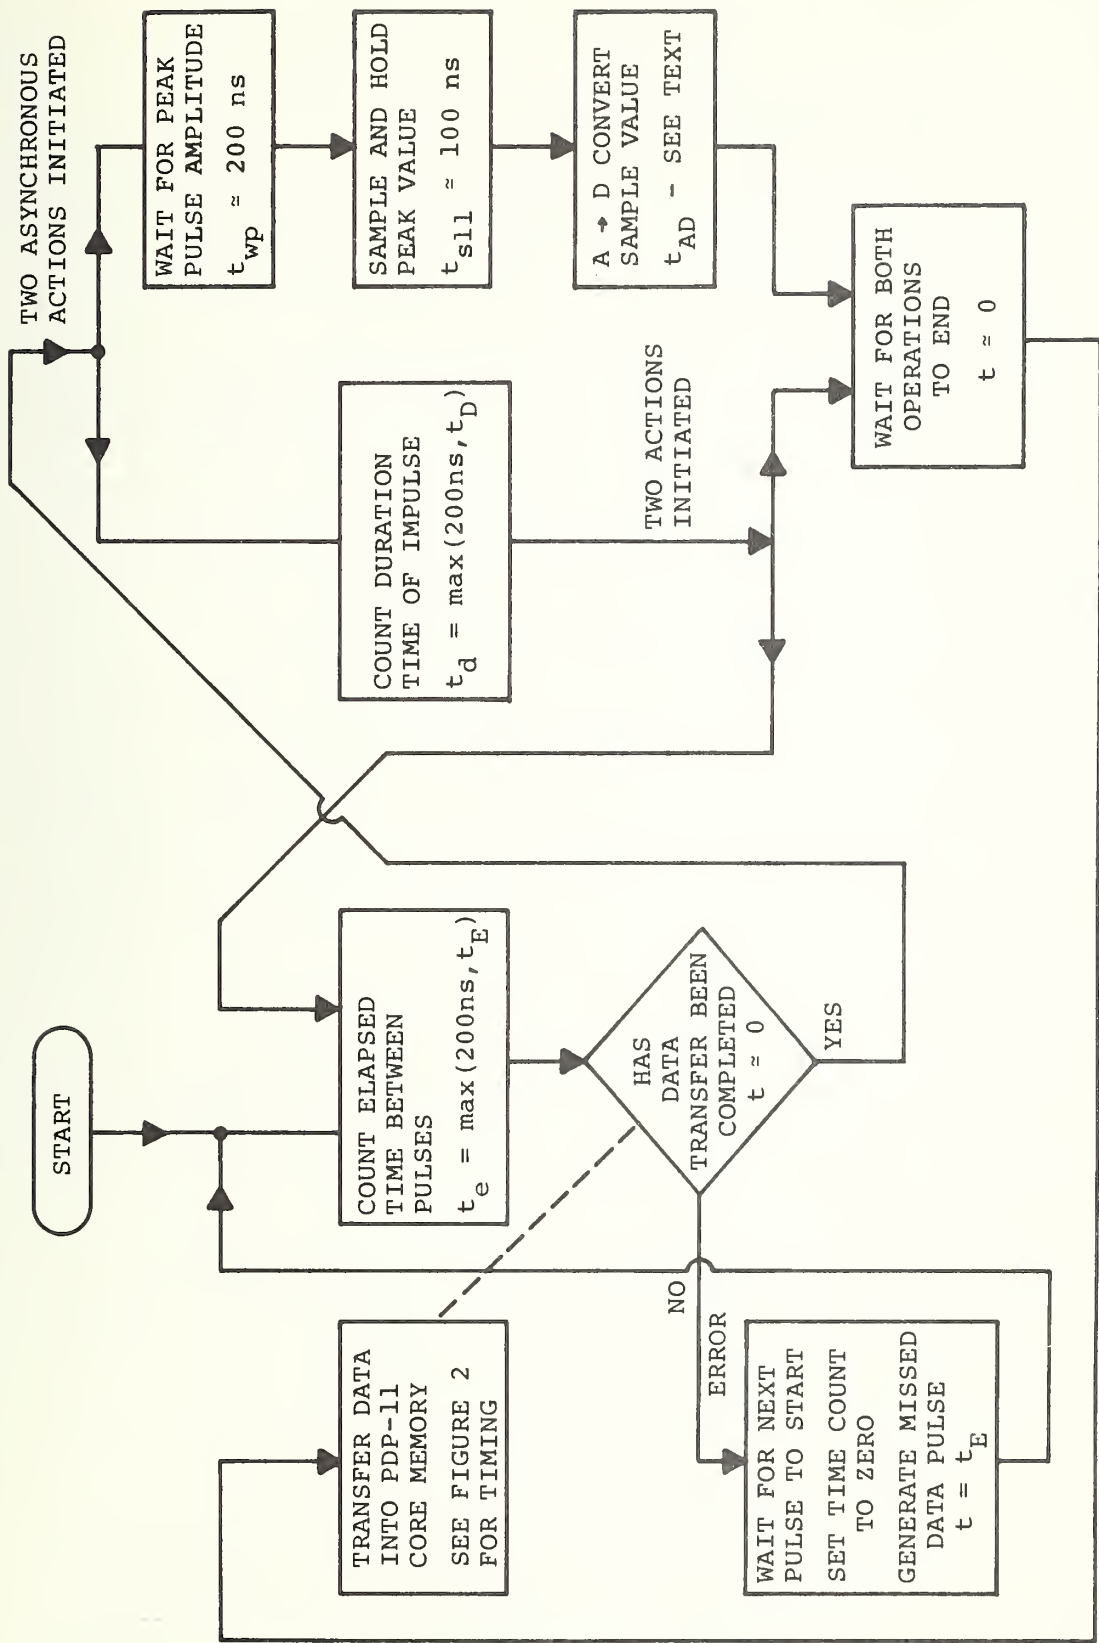 START
TWO ASYNCHRONOUS
ACTIONS INITIATED
TRANSFER DATA
INTO PDP-11
CORE MEMORY
SEE FIGURE 2
FOR TIMING
COUNT ELAPSED
TIME BETWEEN
PULSES
t_e = max(200ns,t_E)
COUNT DURATION
TIME OF IMPULSE
t_d = max(200ns,t_D)
WAIT FOR PEAK
PULSE AMPLITUDE
t_wp ≈ 200 ns
SAMPLE AND HOLD
PEAK VALUE
t_sll ≈ 100 ns
A → D CONVERT
SAMPLE VALUE
t_AD - SEE TEXT
TWO ACTIONS
INITIATED
HAS
DATA
TRANSFER BEEN
COMPLETED
t ≈ 0
NO
ERROR
YES
WAIT FOR NEXT
PULSE TO START
SET TIME COUNT
TO ZERO
GENERATE MISSED
DATA PULSE
t = t_E
WAIT FOR BOTH
OPERATIONS
TO END
t ≈ 0